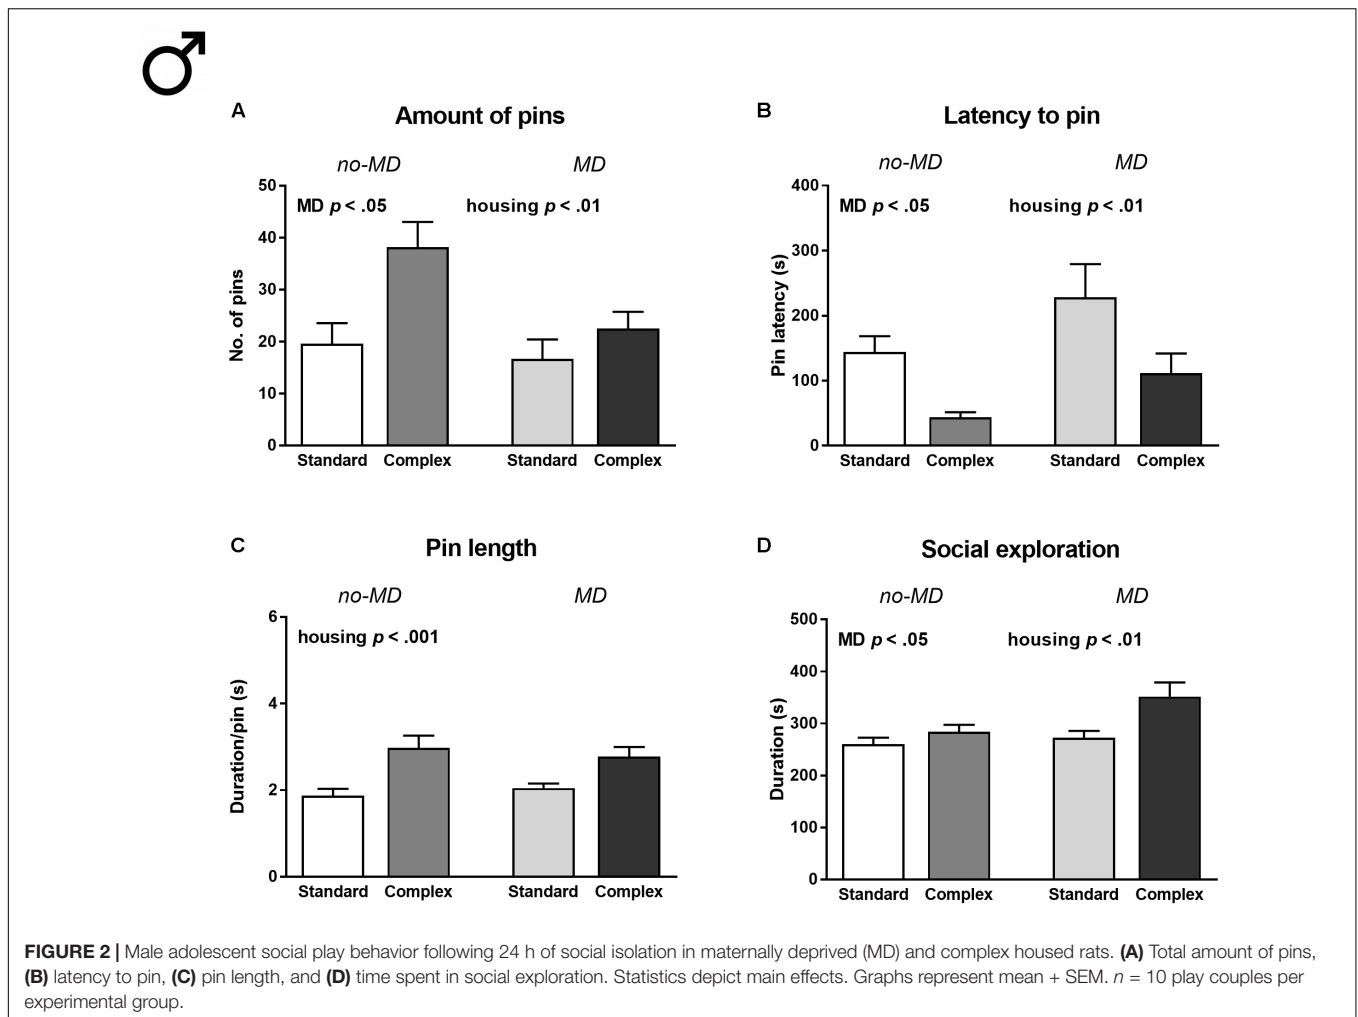 A
Amount of pins
no-MD
MD
MD p < .05
housing p < .01
No. of pins
50
40
30
20
10
0
Standard
Complex
Standard
Complex
B
Latency to pin
no-MD
MD
MD p < .05
housing p < .01
Pin latency (s)
400
300
200
100
0
Standard
Complex
Standard
Complex
C
Pin length
no-MD
MD
housing p < .001
Duration/pin (s)
6
4
2
0
Standard
Complex
Standard
Complex
D
Social exploration
no-MD
MD
MD p < .05
housing p < .01
Duration (s)
500
400
300
200
100
0
Standard
Complex
Standard
Complex
FIGURE 2 | Male adolescent social play behavior following 24 h of social isolation in maternally deprived (MD) and complex housed rats. (A) Total amount of pins,
(B) latency to pin, (C) pin length, and (D) time spent in social exploration. Statistics depict main effects. Graphs represent mean + SEM. n = 10 play couples per
experimental group.